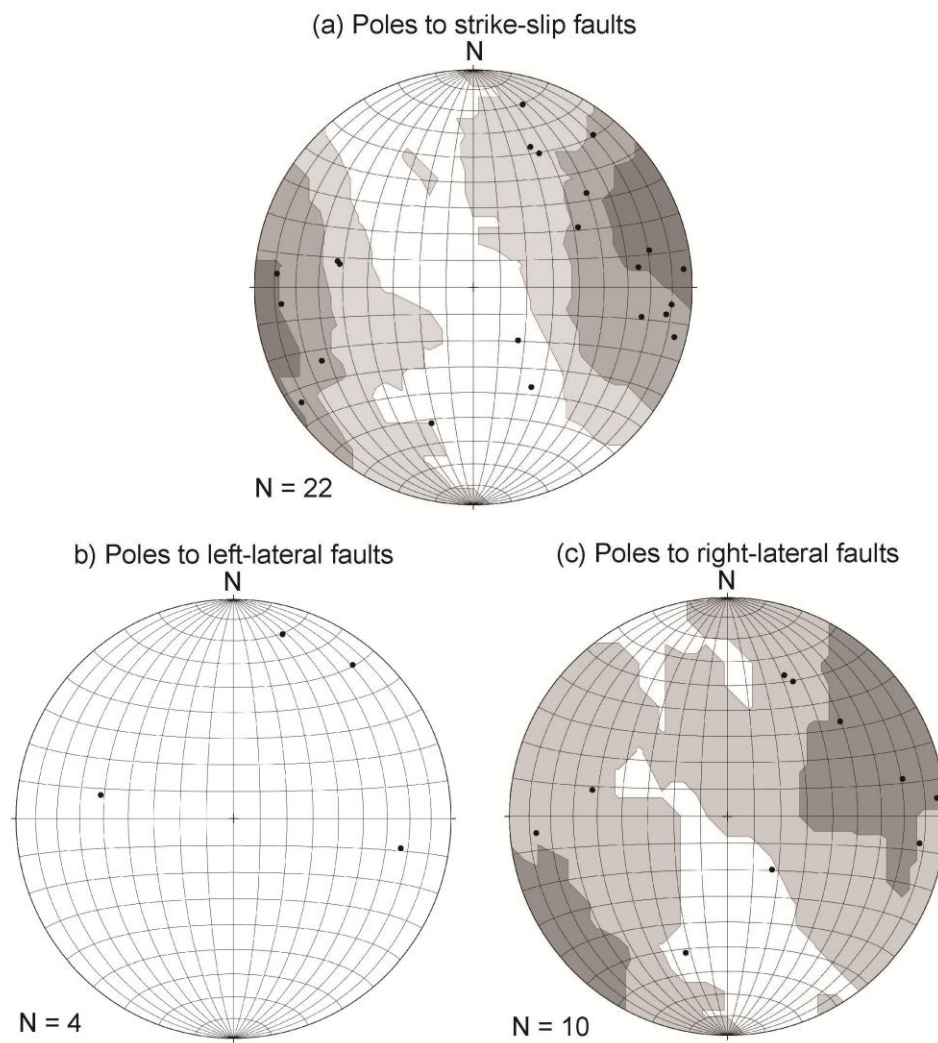 (a) Poles to strike-slip faults
N
N = 22
b) Poles to left-lateral faults
N
N = 4
(c) Poles to right-lateral faults
N
N = 10